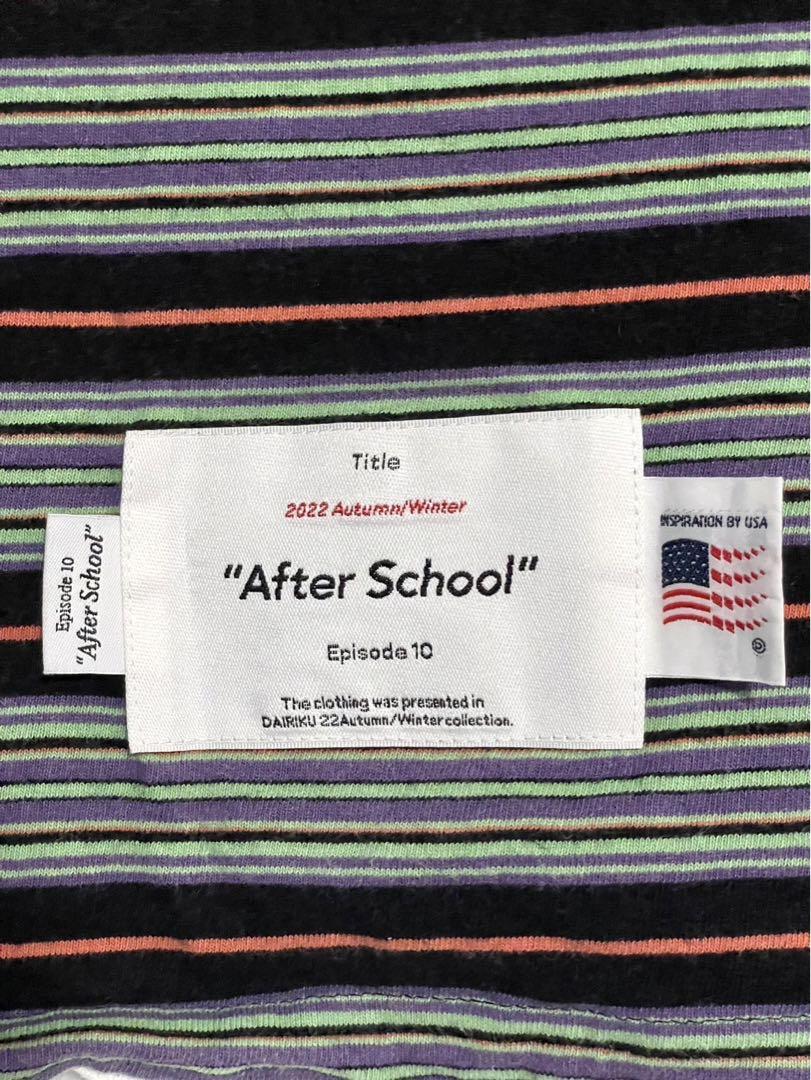 Title
2022 Autumn/Winter
"After School"
Episode 10
The clothing was presented in
DAIRIKU 22Autumn/Winter collection.
Episode 10
"After School"
INSPIRATION BY USA
®